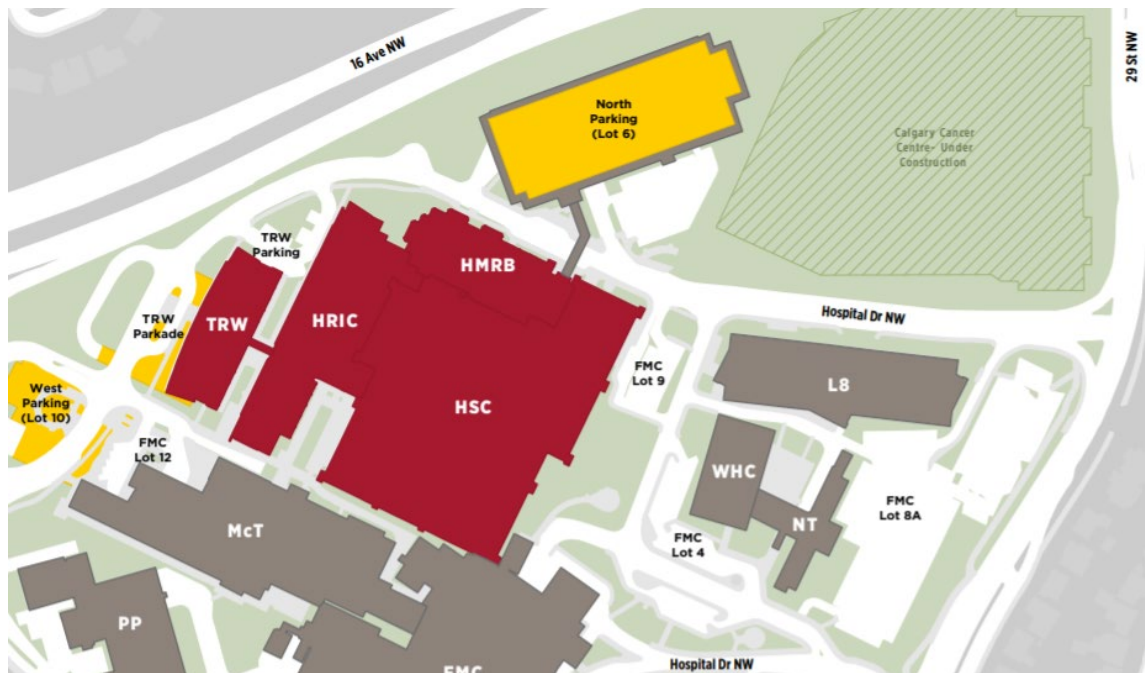 16 Ave NW
29 St NW
North
Parking
(Lot 6)
Calgary Cancer
Centre- Under
Construction
TRW
Parking
HMRB
TRW
Parkade
TRW
HRIC
Hospital Dr NW
FMC
Lot 9
L8
West
Parking
(Lot 10)
HSC
FMC
Lot 12
WHC
FMC
Lot 8A
McT
NT
FMC
Lot 4
PP
FMC
Hospital Dr NW